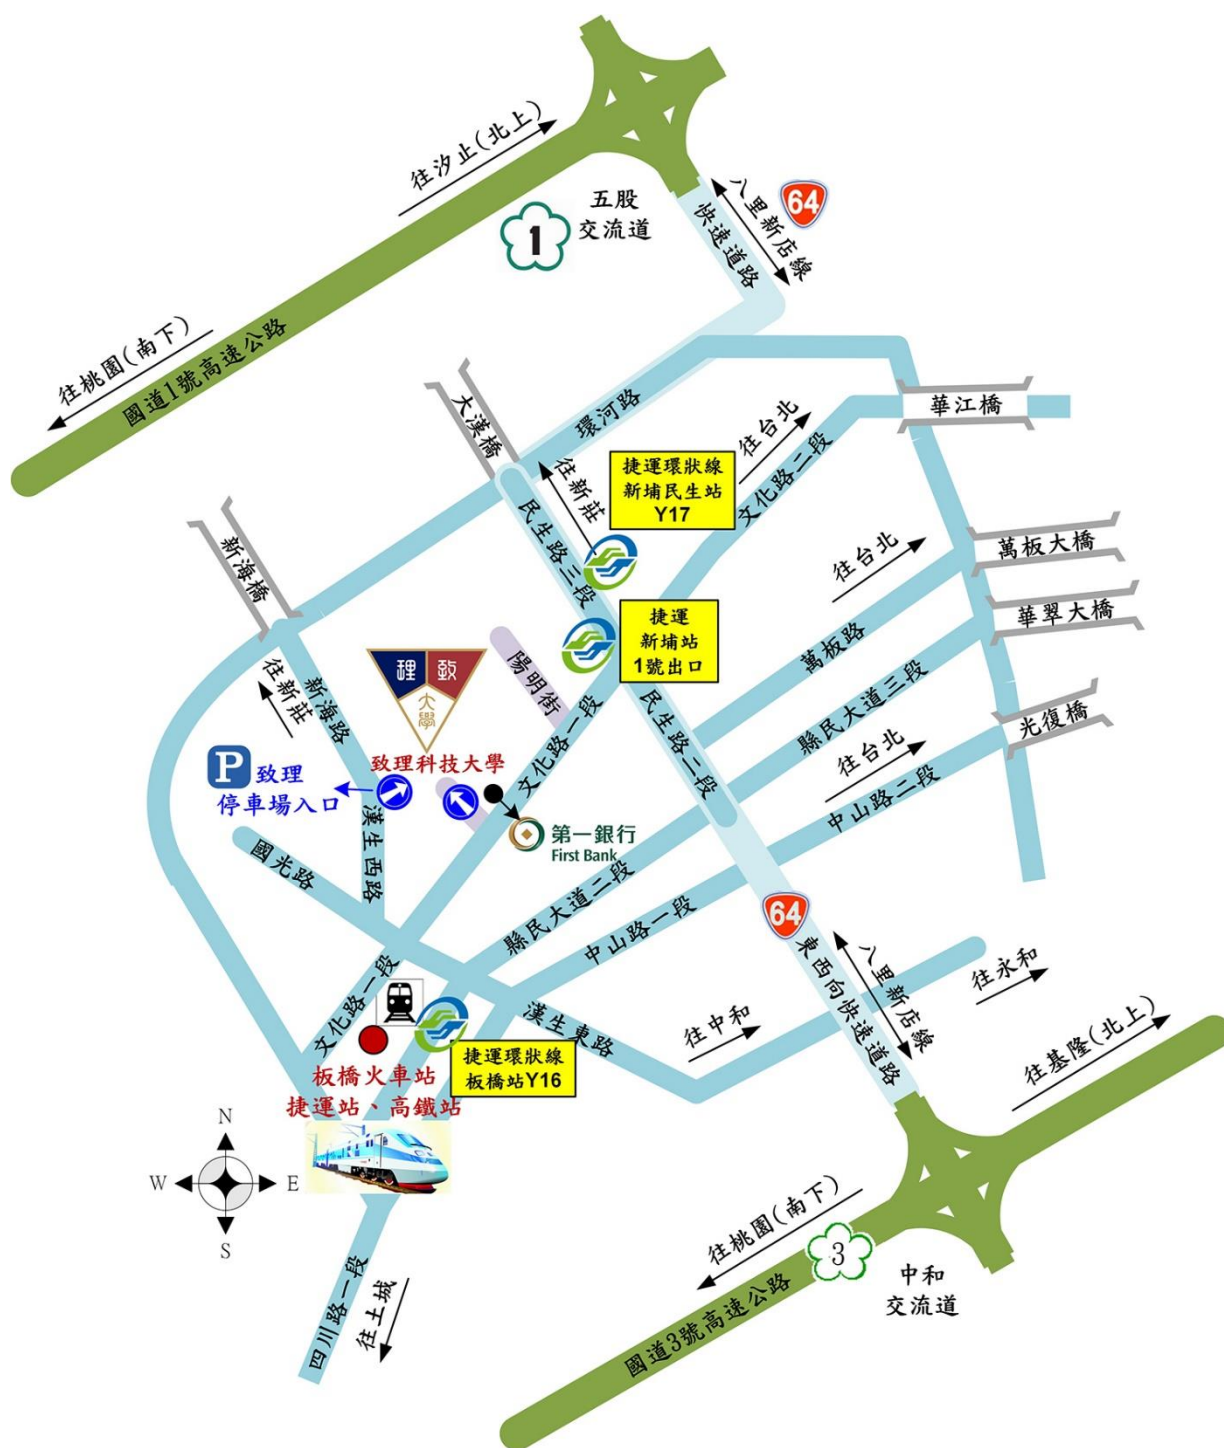 往汐止(北上)
64
八里新店線
快速道路
五股
交流道
1
往桃園(南下)
國道1號高速公路
大漢橋
環河路
往台北
華江橋
往新莊
捷運環狀線
新埔民生站
Y17
文化路二段
民生路三段
新海橋
往台北
萬板大橋
華翠大橋
捷運
新埔站
1號出口
萬板路
陽明街
往新莊
新海路
理 致
大
學
民生路二段
縣民大道三段
光復橋
致理科技大學
文化路一段
往台北
中山路二段
P 致理
停車場入口
漢生西路
第一銀行
First Bank
國光路
縣民大道二段
中山路一段
64
東西向快速道路
八里新店線
往永和
文化路一段
漢生東路
往中和
捷運環狀線
板橋站Y16
板橋火車站
捷運站、高鐵站
往基隆(北上)
N
W
E
S
往桃園(南下)
3
中和
交流道
國道3號高速公路
四川路一段
往土城